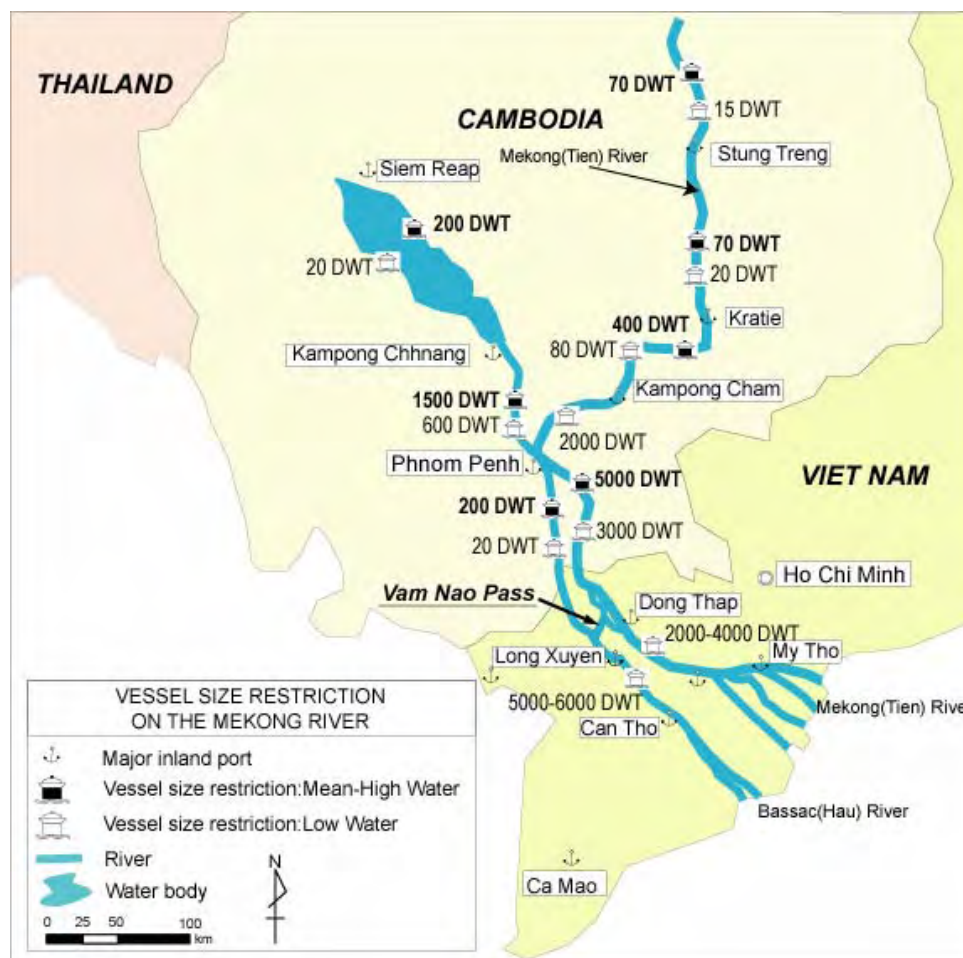 THAILAND
CAMBODIA
70 DWT
15 DWT
Stung Treng
Mekong(Tien) River
Siem Reap
200 DWT
20 DWT
70 DWT
20 DWT
Kratie
400 DWT
80 DWT
Kampong Chhnang
Kampong Cham
1500 DWT
600 DWT
2000 DWT
Phnom Penh
5000 DWT
VIET NAM
200 DWT
3000 DWT
20 DWT
Ho Chi Minh
Vam Nao Pass
Dong Thap
2000-4000 DWT
My Tho
Long Xuyen
5000-6000 DWT
Mekong(Tien) Rive
Can Tho
Bassac(Hau) River
Ca Mao
VESSEL SIZE RESTRICTION
ON THE MEKONG RIVER
Major inland port
Vessel size restriction:Mean-High Water
Vessel size restriction:Low Water
River
Water body
N
0 25 50 100
km